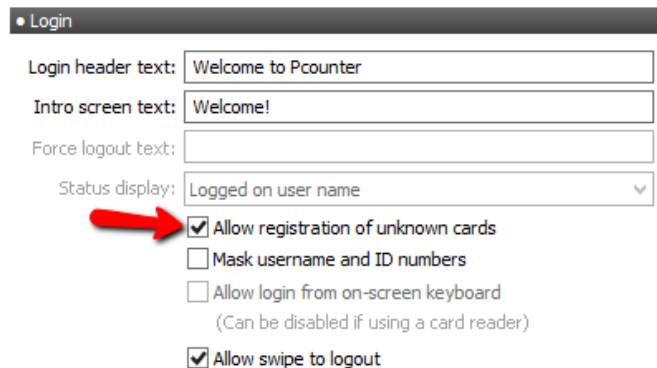 Login
Login header text: Welcome to Pcounter
Intro screen text: Welcome!
Force logout text:
Status display: Logged on user name
Allow registration of unknown cards
Mask username and ID numbers
Allow login from on-screen keyboard
(Can be disabled if using a card reader)
Allow swipe to logout